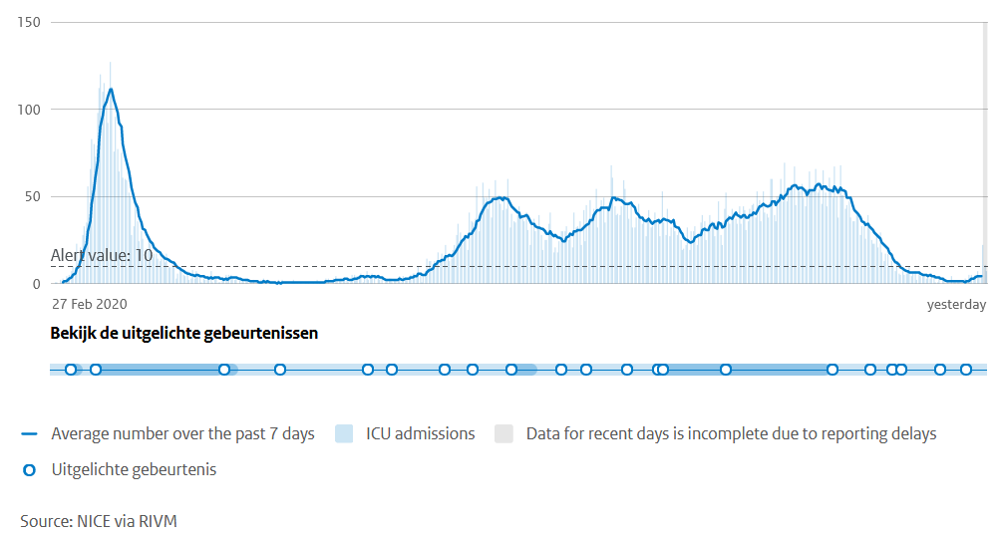 150
100
50
Alert value: 10
0
27 Feb 2020 yesterday
Bekijk de uitgelichte gebeurtenissen
Average number over the past 7 days ICU admissions Data for recent days is incomplete due to reporting delays
Uitgelichte gebeurtenis
Source: NICE via RIVM